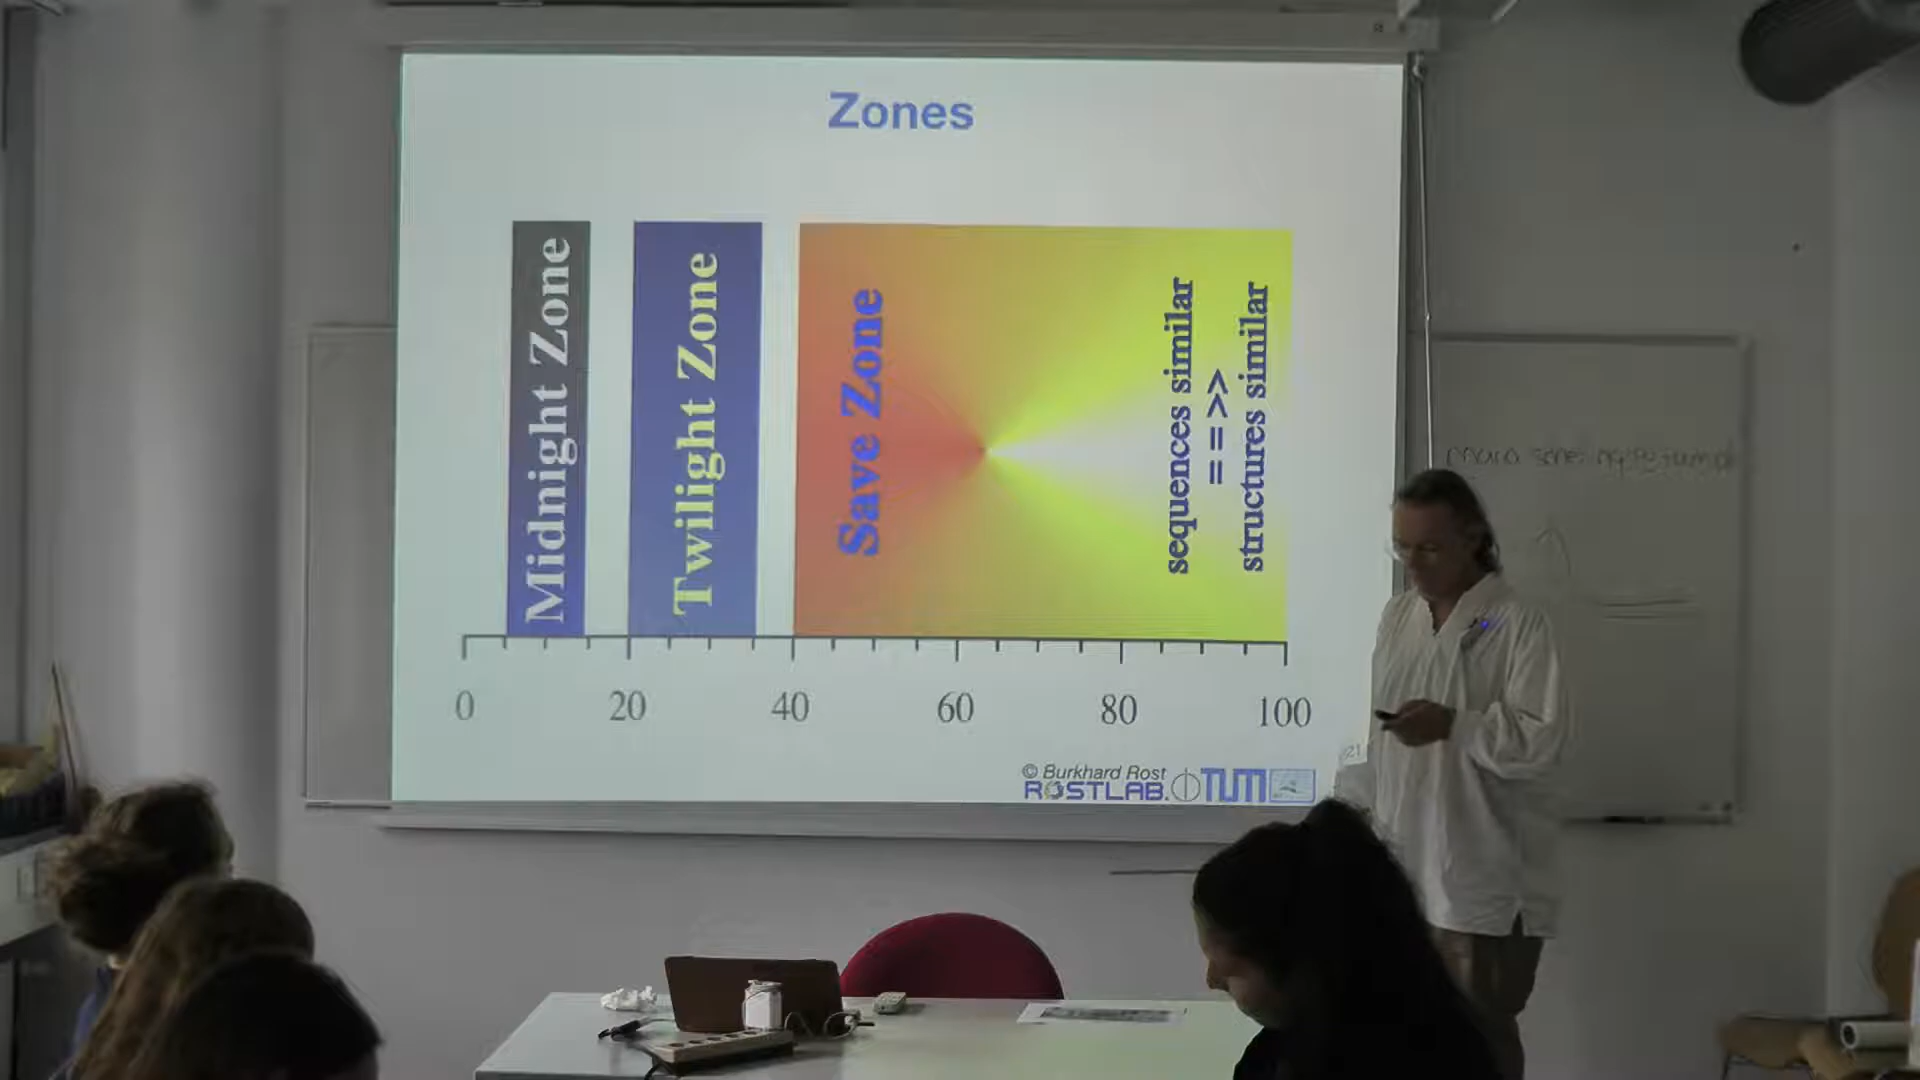 Zones
Midnight Zone
Twilight Zone
Save Zone
sequences similar
==>>
structures similar
0 20 40 60 80 100
© Burkhard Rost
ROSTLAB. TUM
21